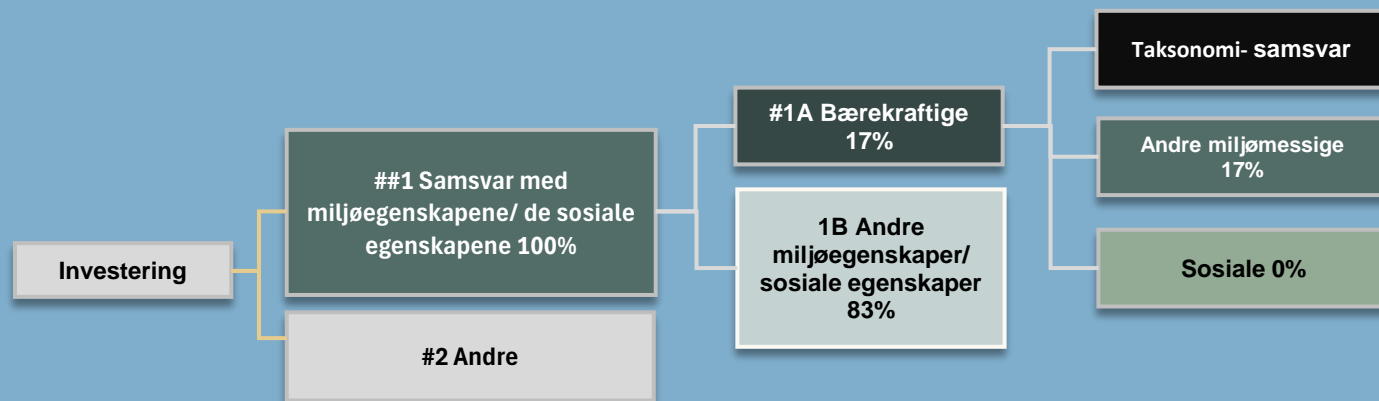 Investering
##1 Samsvar med
miljøegenskapene/ de sosiale
egenskapene 100%
#2 Andre
#1A Bærekraftige
17%
1B Andre
miljøegenskaper/
sosiale egenskaper
83%
Taksonomi- samsvar
Andre miljømessige
17%
Sosiale 0%